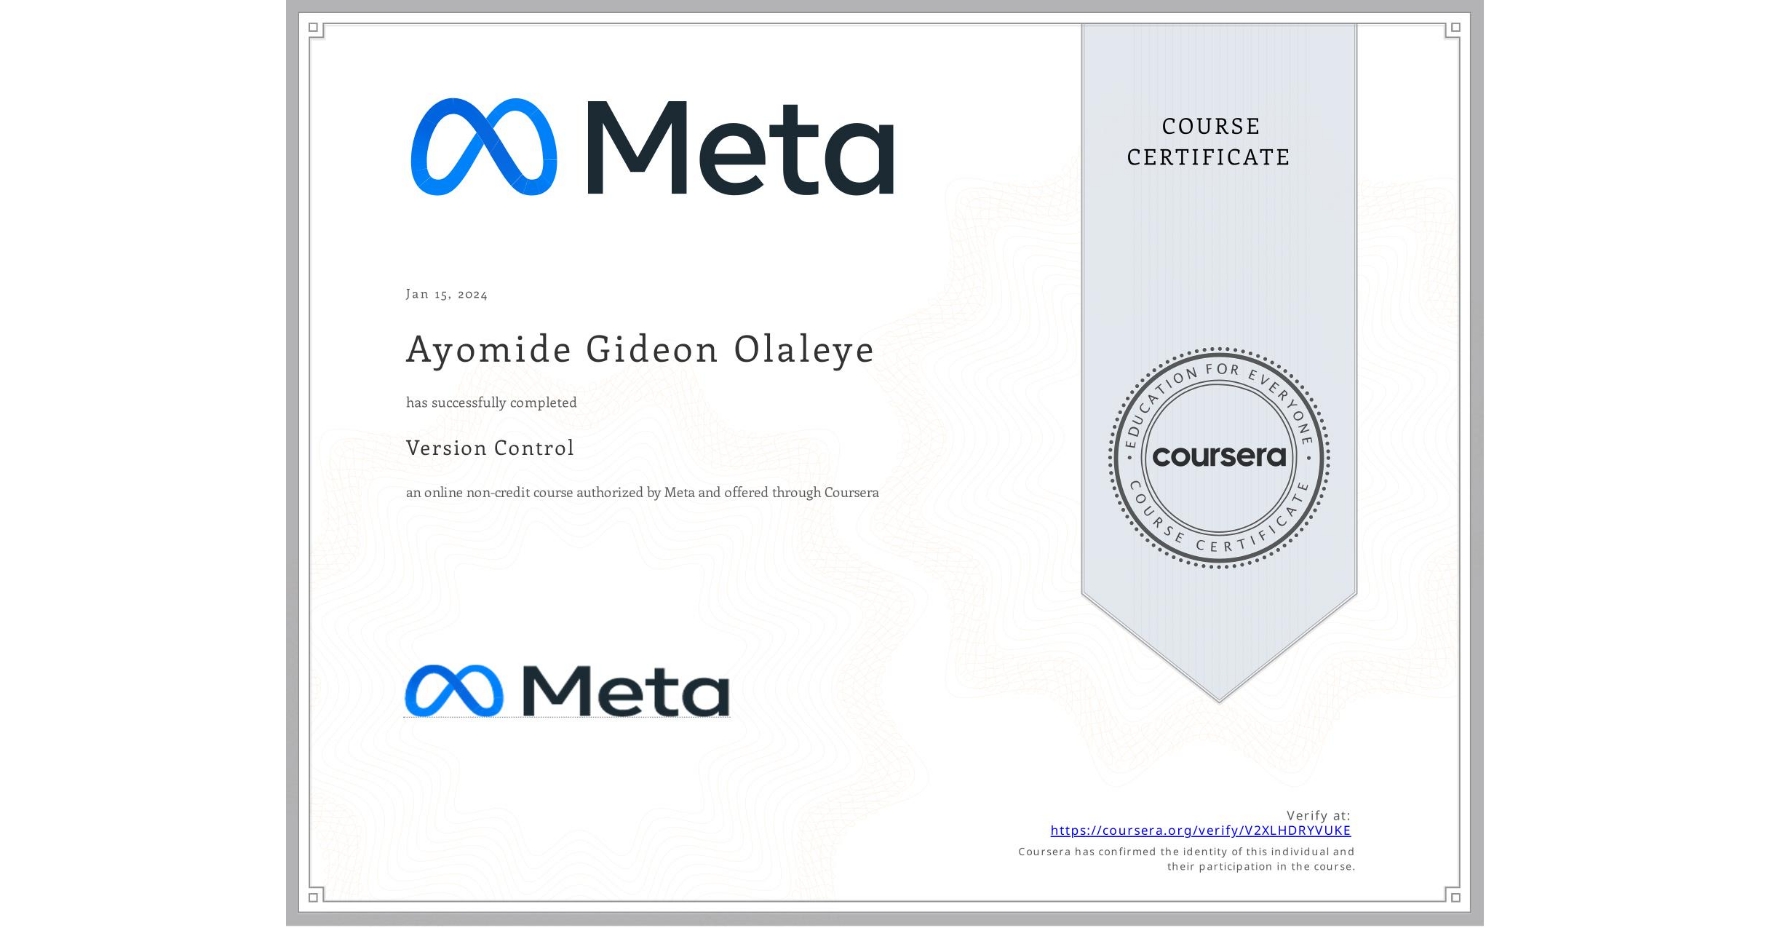 Meta
COURSE
CERTIFICATE
Jan 15, 2024
Ayomide Gideon Olaleye
has successfully completed
Version Control
an online non-credit course authorized by Meta and offered through Coursera
EDUCATION FOR EVERYONE
coursera
COURSE CERTIFICATE
Meta
Verify at:
https://coursera.org/verify/V2XLHDRYVUKE
Coursera has confirmed the identity of this individual and
their participation in the course.